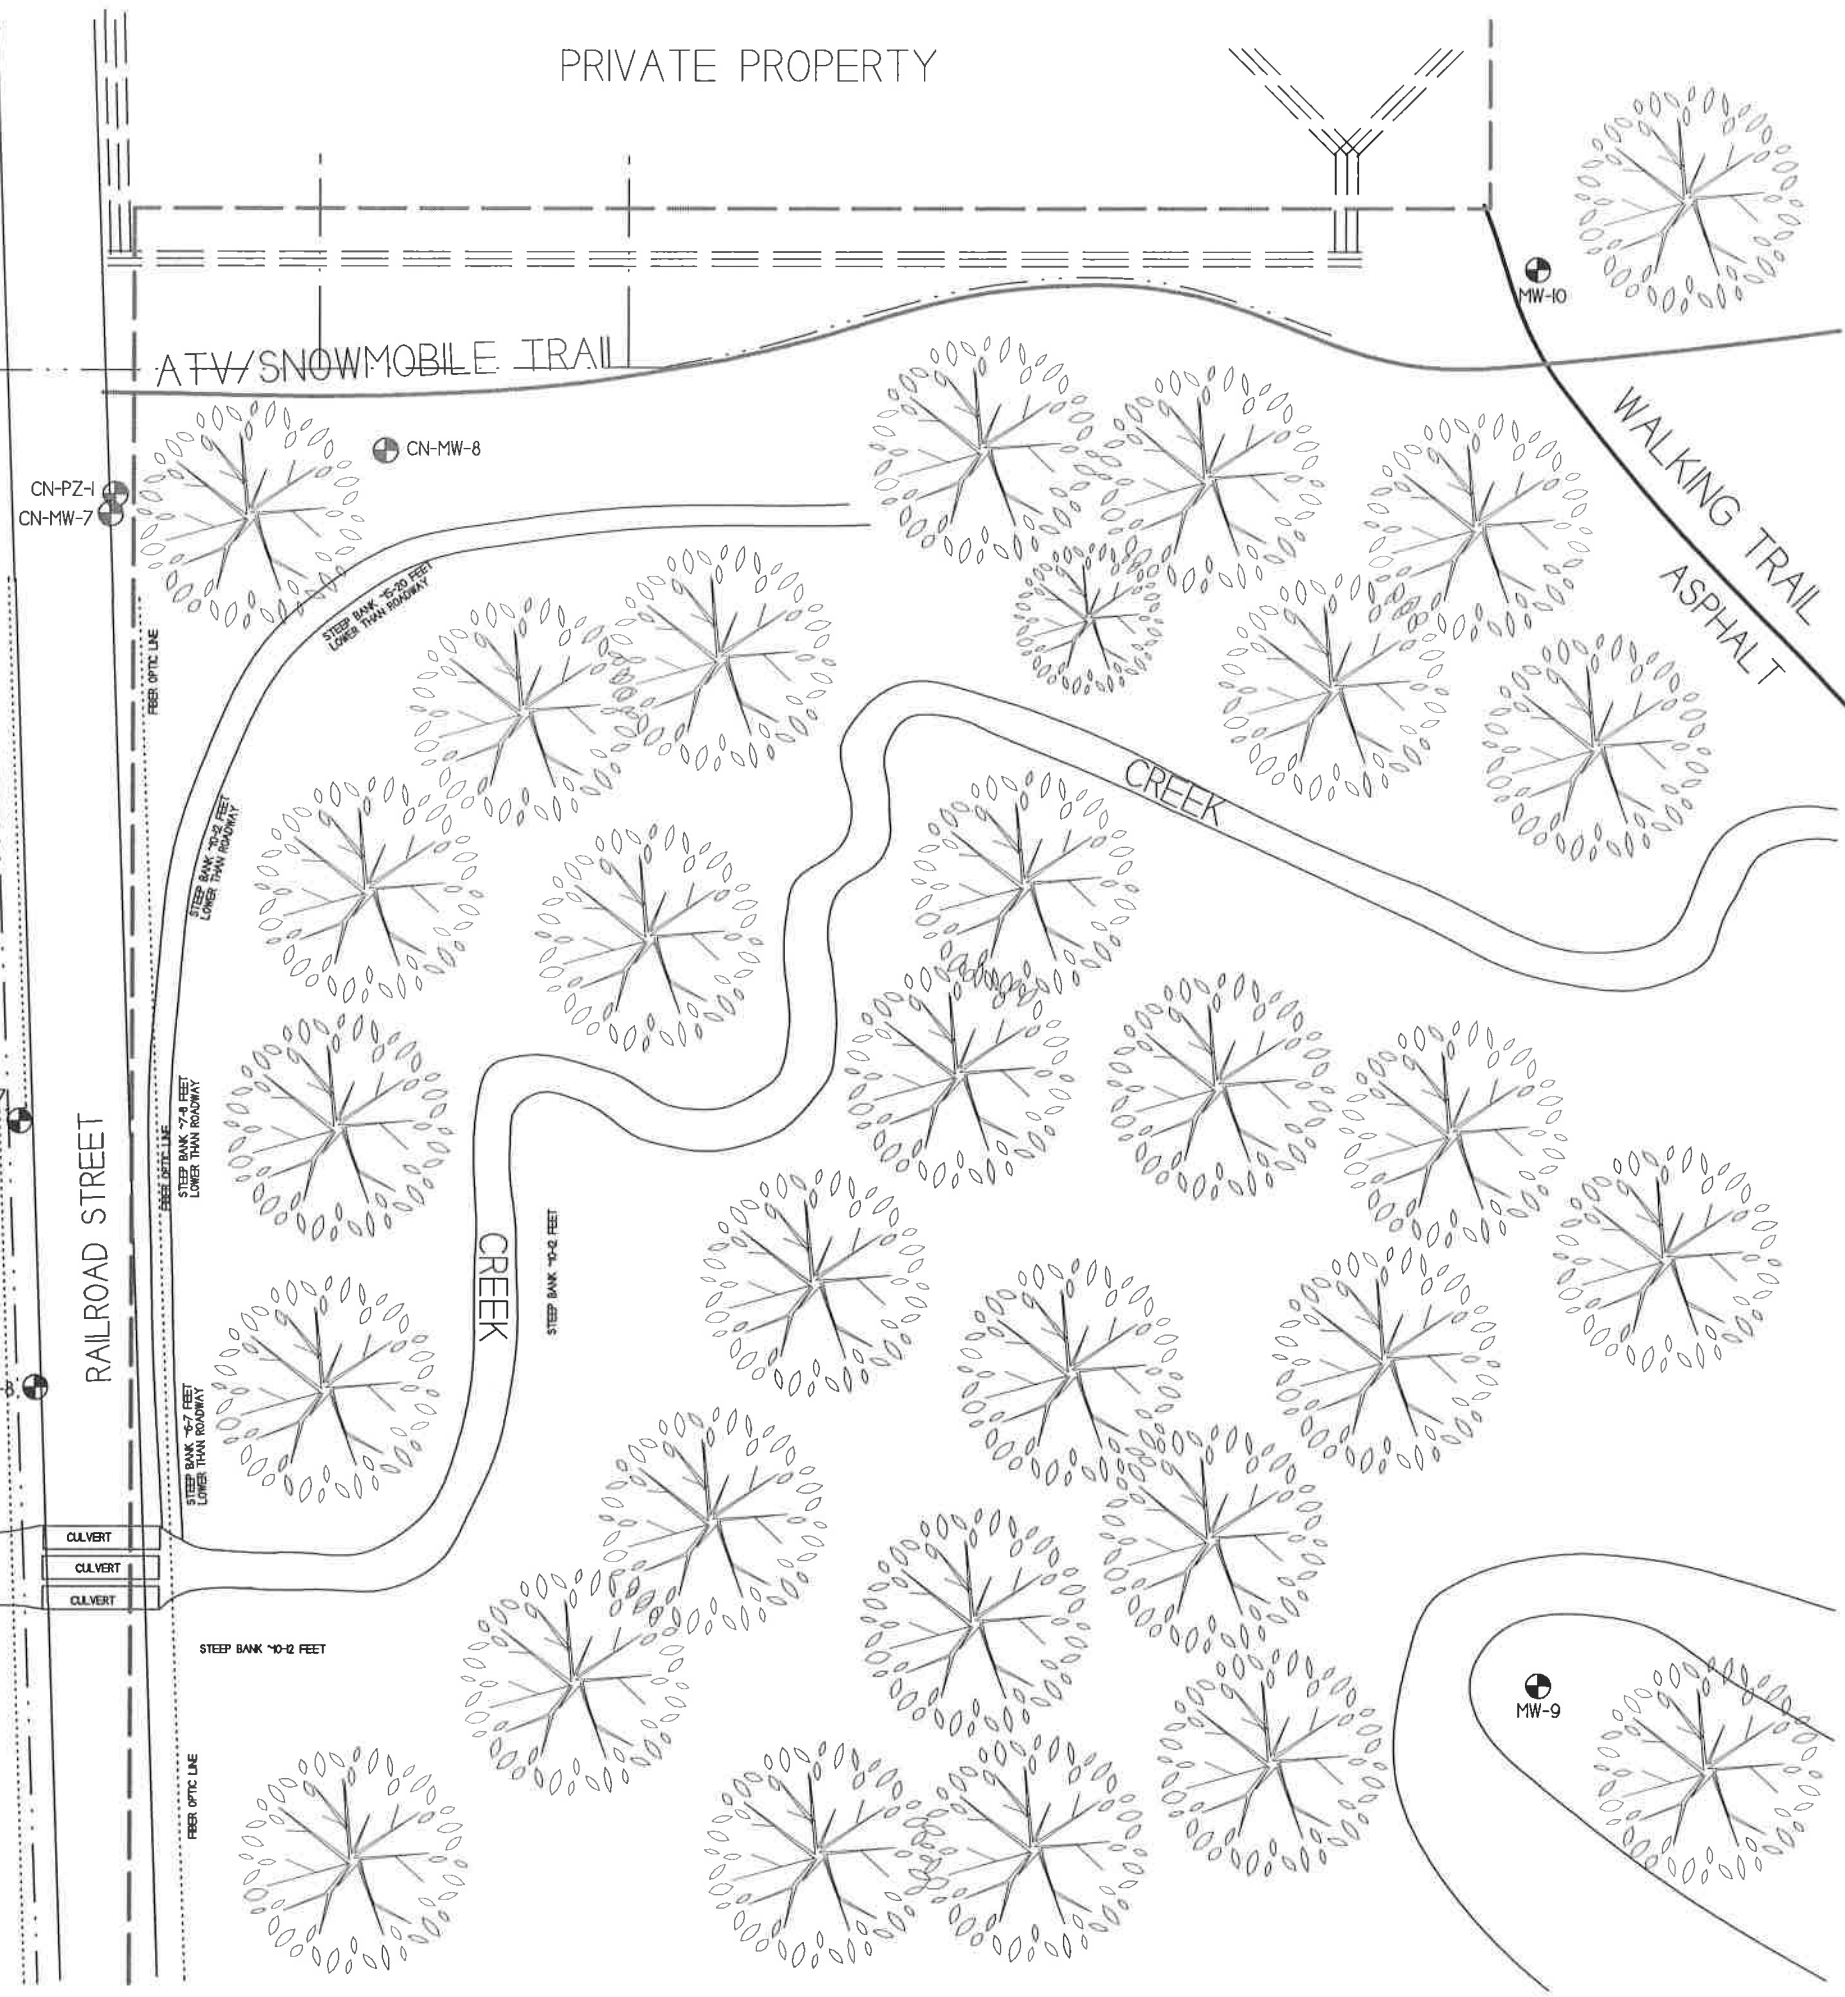 PRIVATE PROPERTY
MW-10
ATV/SNOWMOBILE TRAIL
WALKING TRAIL
CN-MW-8
CN-PZ-1
CN-MW-7
ASPHALT
STEEP BANK ~15-20 FEET
LOWER THAN ROADWAY
FIBER OPTIC LINE
CREEK
STEEP BANK ~10-12 FEET
LOWER THAN ROADWAY
STEEP BANK ~7-8 FEET
LOWER THAN ROADWAY
FIBER OPTIC LINE
RAILROAD STREET
CREEK
STEEP BANK ~10-12 FEET
STEEP BANK ~6-7 FEET
LOWER THAN ROADWAY
CULVERT
CULVERT
CULVERT
STEEP BANK ~10-12 FEET
MW-9
FIBER OPTIC LINE